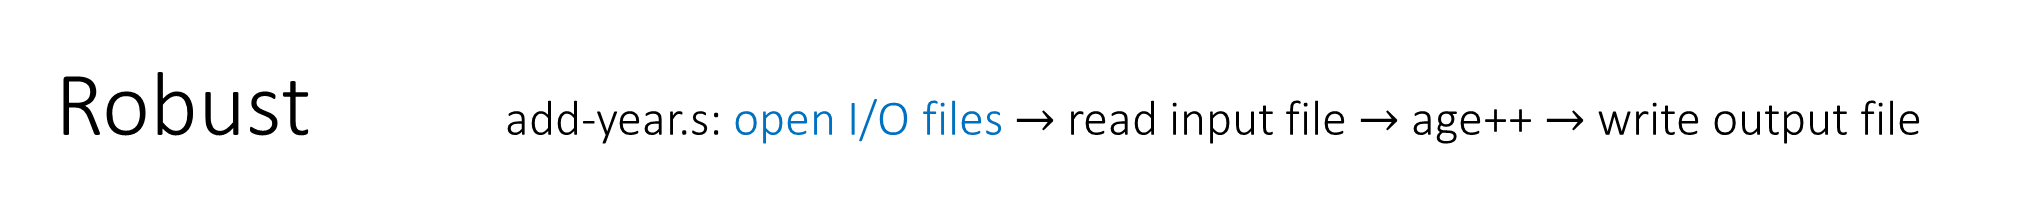 Robust
add-year.s: open I/O files → read input file → age++ → write output file